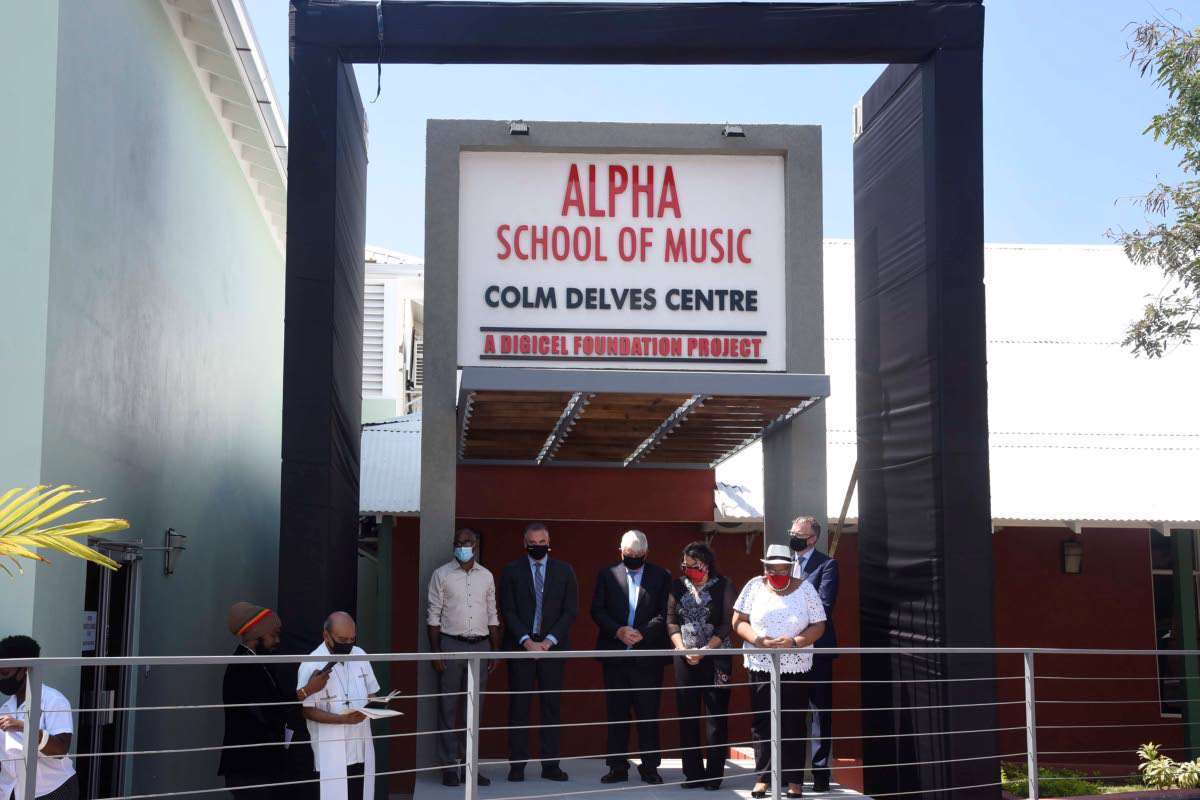 ALPHA
SCHOOL OF MUSIC
COLM DELVES CENTRE
A DIGICEL FOUNDATION PROJECT